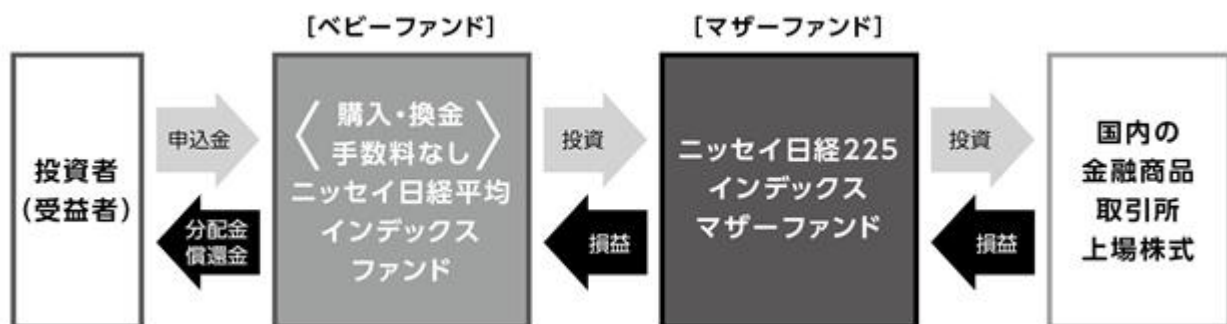 [ベビーファンド]
[マザーファンド]
投資者
(受益者)
申込金
分配金
償還金
〈購入・換金
手数料なし〉
ニッセイ日経平均
インデックス
ファンド
投資
損益
ニッセイ日経225
インデックス
マザーファンド
投資
損益
国内の
金融商品
取引所
上場株式